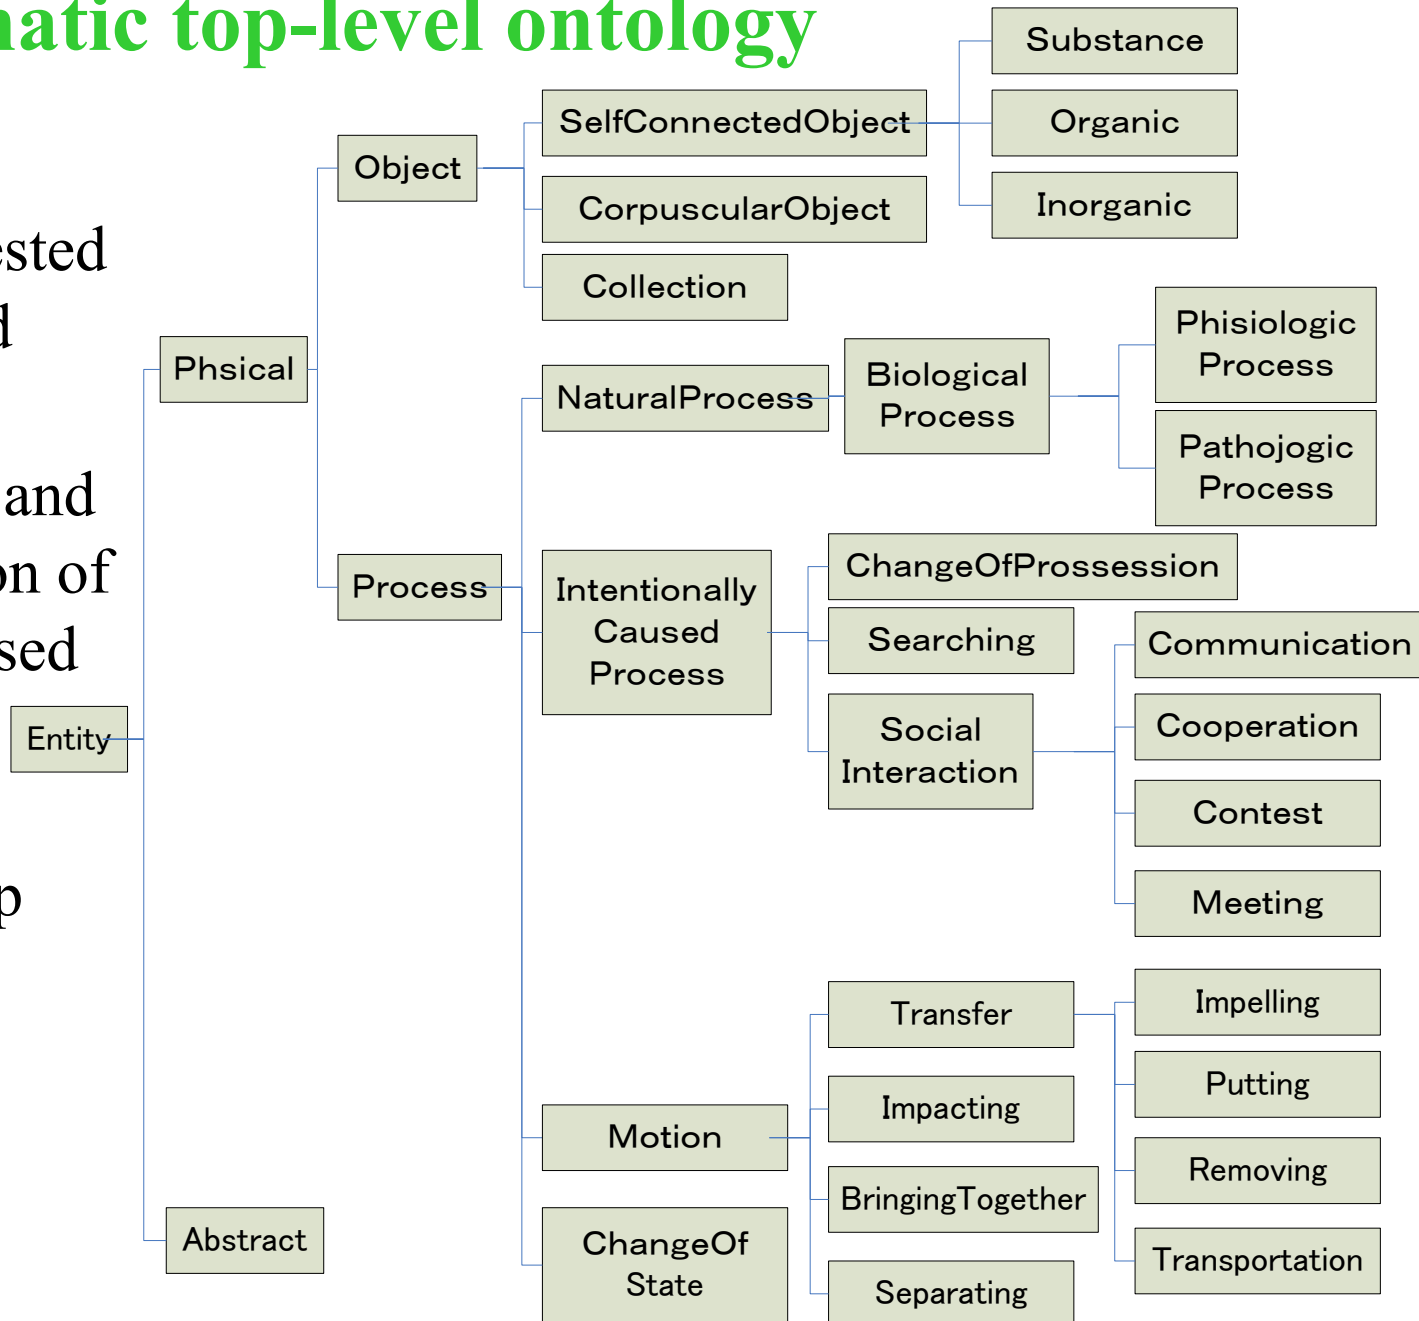 natic top-level ontology
ested
d
and
on of
sed
p
Entity
Phsical
Abstract
Object
Process
SelfConnectedObject
CorpuscularObject
Collection
Substance
Organic
Inorganic
NaturalProcess
Biological
Process
Phisiologic
Process
Pathojogic
Process
Intentionally
Caused
Process
ChangeOfProssession
Searching
Social
Interaction
Communication
Cooperation
Contest
Meeting
Motion
Transfer
Impacting
BringingTogether
Separating
Impelling
Putting
Removing
Transportation
ChangeOf
State